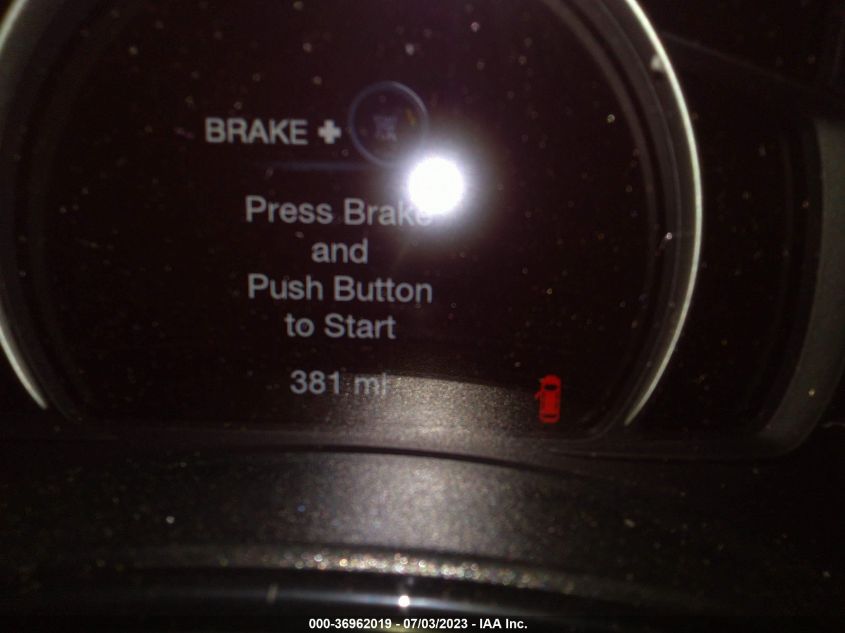 BRAKE +
Press Brake
and
Push Button
to Start
381 mi
000-36962019 - 07/03/2023 - IAA Inc.